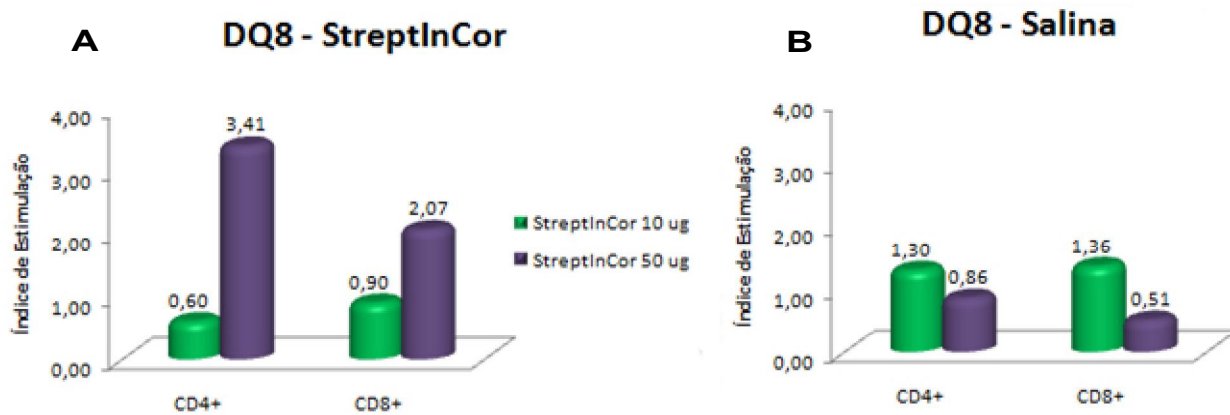 A
DQ8 - StreptInCor
Índice de Estimulação
4,00
3,00
2,00
1,00
0,00
0,60
3,41
0,90
2,07
CD4+
CD8+
StreptInCor 10 ug
StreptInCor 50 ug
B
DQ8 - Salina
Índice de Estimulação
4,00
3,00
2,00
1,00
0,00
1,30
0,86
1,36
0,51
CD4+
CD8+